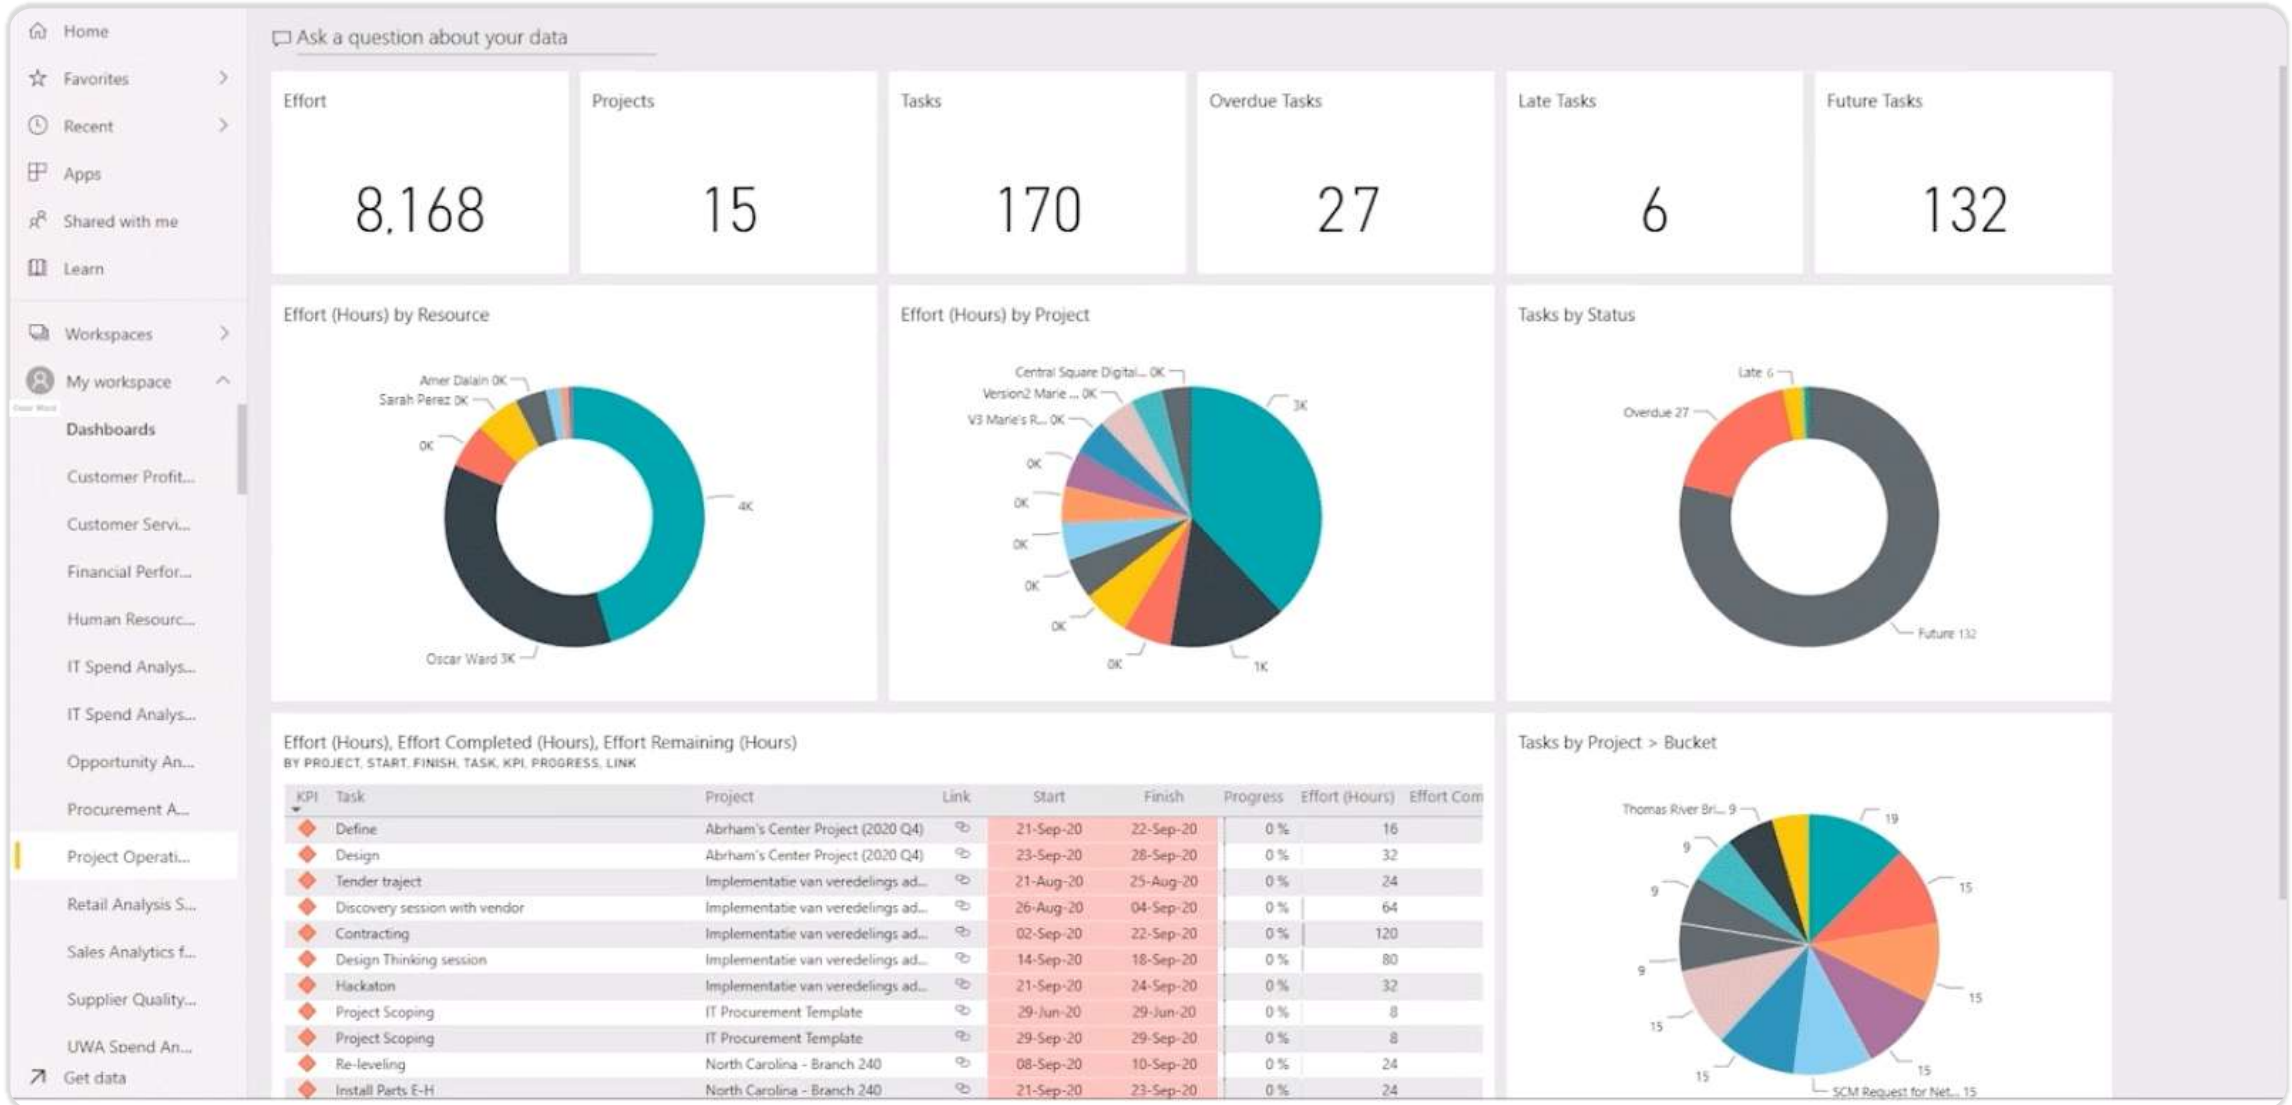 Home
Favorites
Recent
Apps
Shared with me
Learn
Workspaces
My workspace
Oscar Ward
Dashboards
Customer Profit...
Customer Servi...
Financial Perfor...
Human Resourc...
IT Spend Analys...
IT Spend Analys...
Opportunity An...
Procurement A...
Project Operati...
Retail Analysis S...
Sales Analytics f...
Supplier Quality...
UWA Spend An...
Get data
Ask a question about your data
Effort
8,168
Projects
15
Tasks
170
Overdue Tasks
27
Late Tasks
6
Future Tasks
132
Effort (Hours) by Resource
Amer Dalain 0K
Sarah Perez 0K
0K
4K
Oscar Ward 3K
Effort (Hours) by Project
Central Square Digital... 0K
Version2 Marie ... 0K
V3 Marie's R... 0K
0K
0K
0K
0K
0K
0K
1K
3K
Tasks by Status
Late 6
Overdue 27
Future 132
Effort (Hours), Effort Completed (Hours), Effort Remaining (Hours)
BY PROJECT, START, FINISH, TASK, KPI, PROGRESS, LINK
KPI Task Project Link Start Finish Progress Effort (Hours) Effort Com
Define Abrham's Center Project (2020 Q4) 21-Sep-20 22-Sep-20 0 % 16
Design Abrham's Center Project (2020 Q4) 23-Sep-20 28-Sep-20 0 % 32
Tender traject Implementatie van veredelings ad... 21-Aug-20 25-Aug-20 0 % 24
Discovery session with vendor Implementatie van veredelings ad... 26-Aug-20 04-Sep-20 0 % 64
Contracting Implementatie van veredelings ad... 02-Sep-20 22-Sep-20 0 % 120
Design Thinking session Implementatie van veredelings ad... 14-Sep-20 18-Sep-20 0 % 80
Hackaton Implementatie van veredelings ad... 21-Sep-20 24-Sep-20 0 % 32
Project Scoping IT Procurement Template 29-Jun-20 29-Jun-20 0 % 8
Project Scoping IT Procurement Template 29-Sep-20 29-Sep-20 0 % 8
Re-leveling North Carolina - Branch 240 08-Sep-20 10-Sep-20 0 % 24
Install Parts E-H North Carolina - Branch 240 21-Sep-20 23-Sep-20 0 % 24
Tasks by Project > Bucket
Thomas River Bri... 9
19
9
15
9
15
9
15
15
15
SCM Request for Net... 15